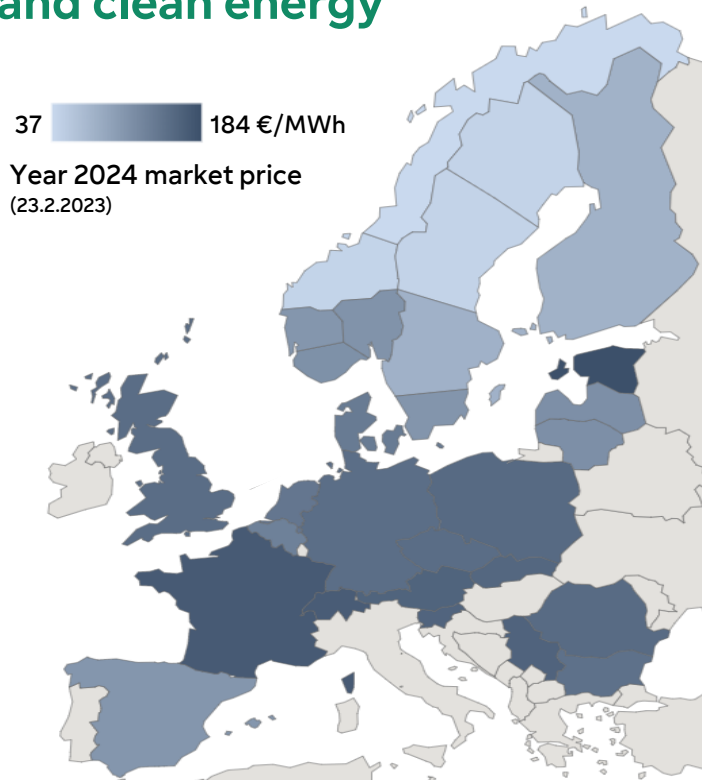 and clean energy
37 184 €/MWh
Year 2024 market price
(23.2.2023)